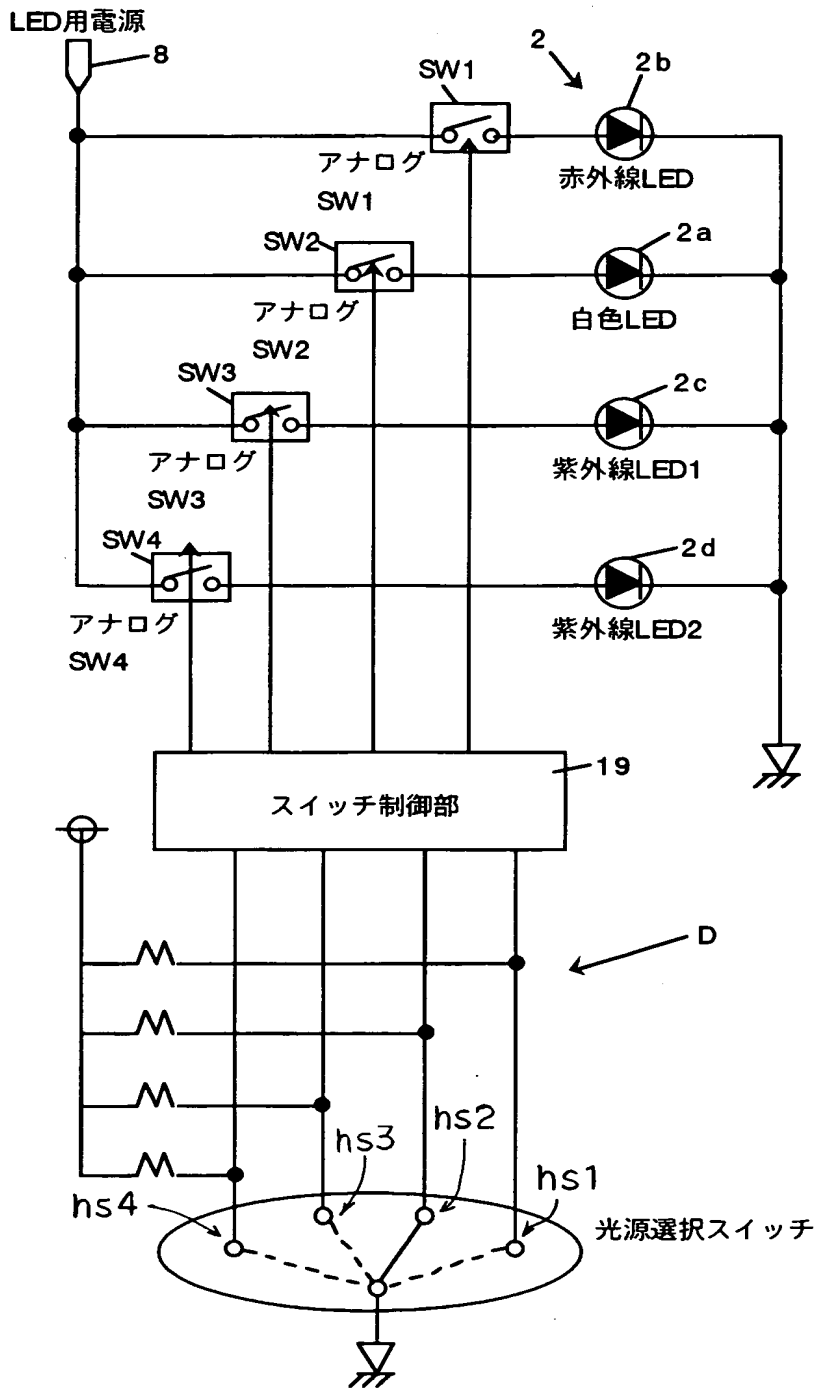 LED用電源
8
SW1
2
2b
アナログ
SW1
赤外線LED
SW2
2a
アナログ
SW2
白色LED
SW3
2c
アナログ
SW3
紫外線LED1
SW4
2d
アナログ
SW4
紫外線LED2
19
スイッチ制御部
D
hs4
hs3
hs2
hs1
光源選択スイッチ